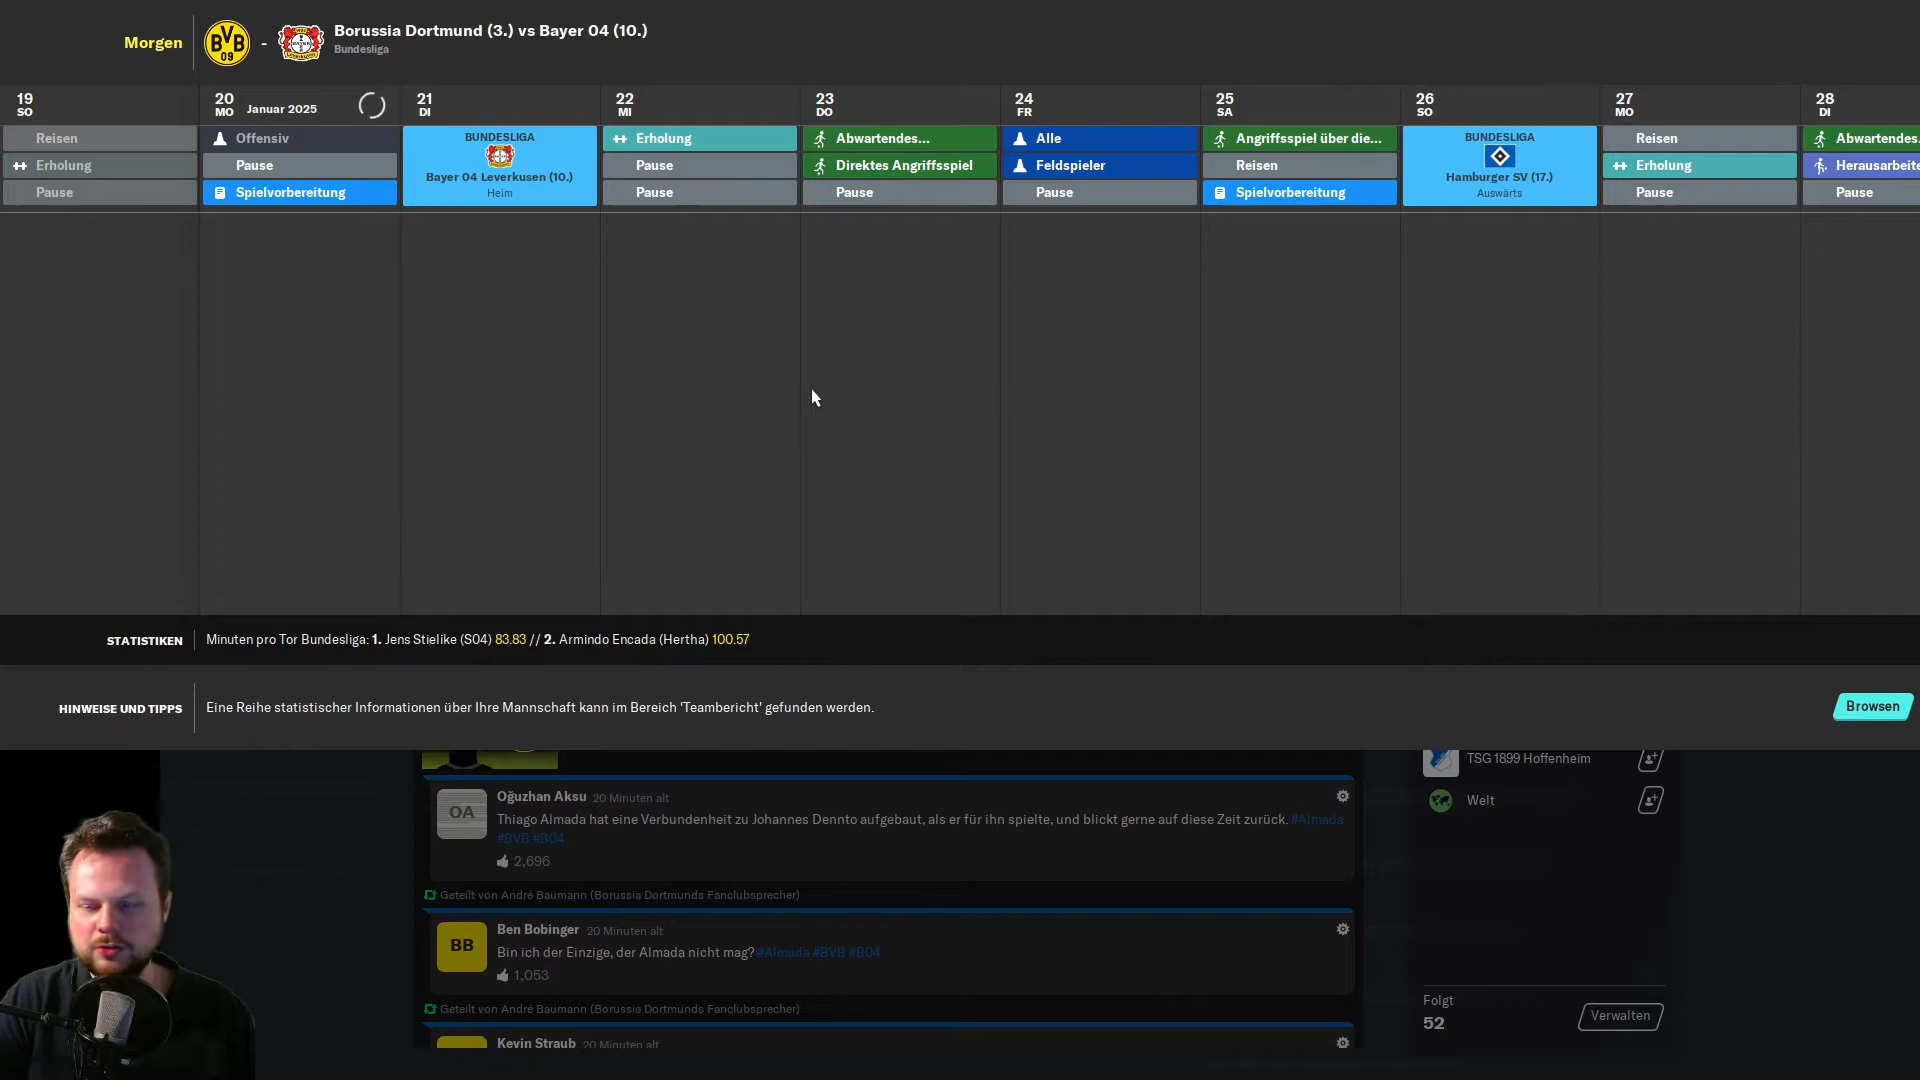 Morgen
BVB
09
-
Borussia Dortmund (3.) vs Bayer 04 (10.)
Bundesliga
19
SO
20
MO
Januar 2025
21
DI
22
MI
23
DO
24
FR
25
SA
26
SO
27
MO
28
DI
Reisen
Erholung
Pause
Offensiv
Pause
Spielvorbereitung
BUNDESLIGA
Bayer 04 Leverkusen (10.)
Heim
Erholung
Pause
Pause
Abwartendes...
Direktes Angriffsspiel
Pause
Alle
Feldspieler
Pause
Angriffsspiel über die...
Reisen
Spielvorbereitung
BUNDESLIGA
Hamburger SV (17.)
Auswärts
Reisen
Erholung
Pause
Abwartendes.
Herausarbeite
Pause
STATISTIKEN
Minuten pro Tor Bundesliga: 1. Jens Stielike (S04) 83.83 // 2. Armindo Encada (Hertha) 100.57
HINWEISE UND TIPPS
Eine Reihe statistischer Informationen über Ihre Mannschaft kann im Bereich 'Teambericht' gefunden werden.
Browsen
OA
Oğuzhan Aksu 20 Minuten alt
Thiago Almada hat eine Verbundenheit zu Johannes Dennto aufgebaut, als er für ihn spielte, und blickt gerne auf diese Zeit zurück. #Almada
#BVB #B04
2,696
Geteilt von André Baumann (Borussia Dortmunds Fanclubsprecher)
BB
Ben Bobinger 20 Minuten alt
Bin ich der Einzige, der Almada nicht mag? #Almada #BVB #B04
1,053
Geteilt von André Baumann (Borussia Dortmunds Fanclubsprecher)
Kevin Straub 20 Minuten alt
TSG 1899 Hoffenheim
Welt
Folgt
52
Verwalten